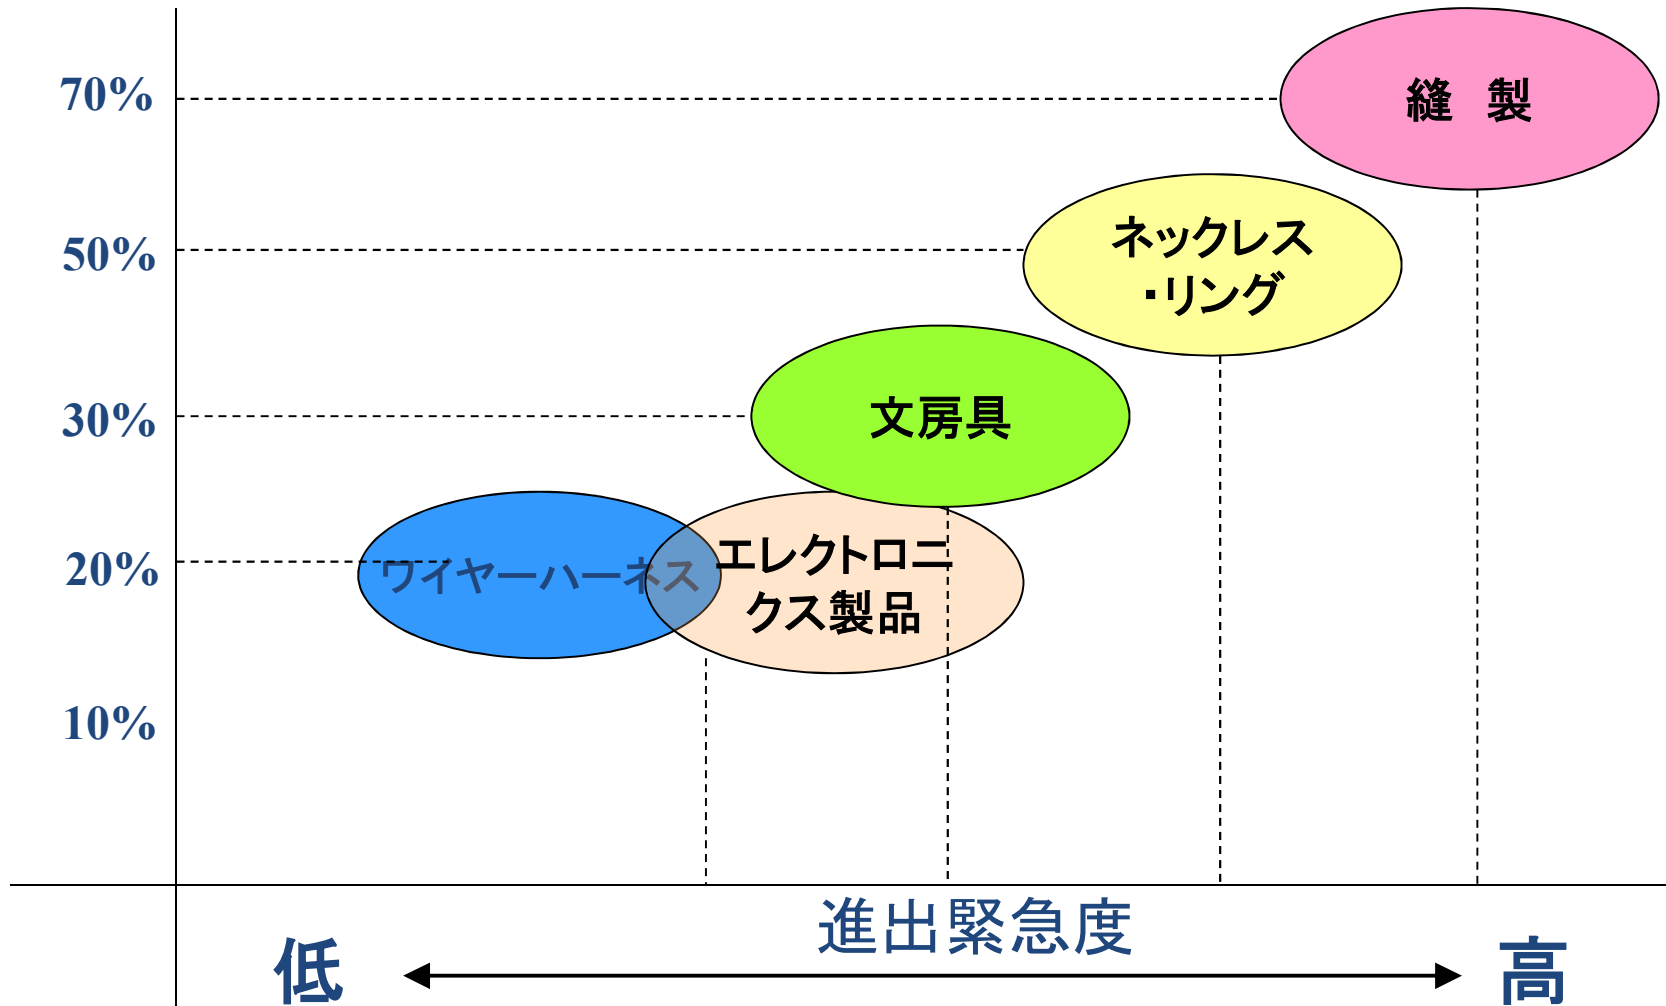 70%
縫　製
50%
ネックレス
・リング
30%
文房具
20%
ワイヤーハーネス
エレクトロニ
クス製品
10%
進出緊急度
低
高